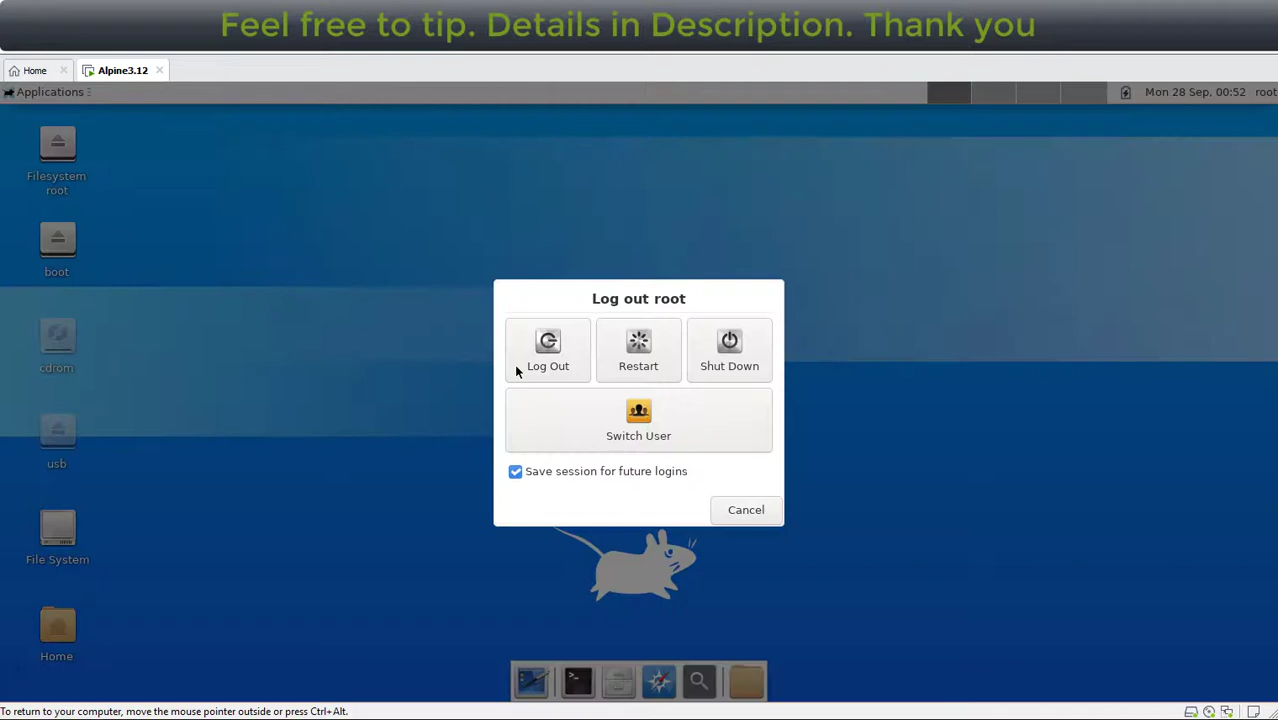 Feel free to tip. Details in Description. Thank you
Home
Alpine3.12
Applications
Mon 28 Sep, 00:52 root
Filesystem
root
boot
cdrom
usb
File System
Home
Log out root
Log Out
Restart
Shut Down
Switch User
Save session for future logins
Cancel
To return to your computer, move the mouse pointer outside or press Ctrl+Alt.